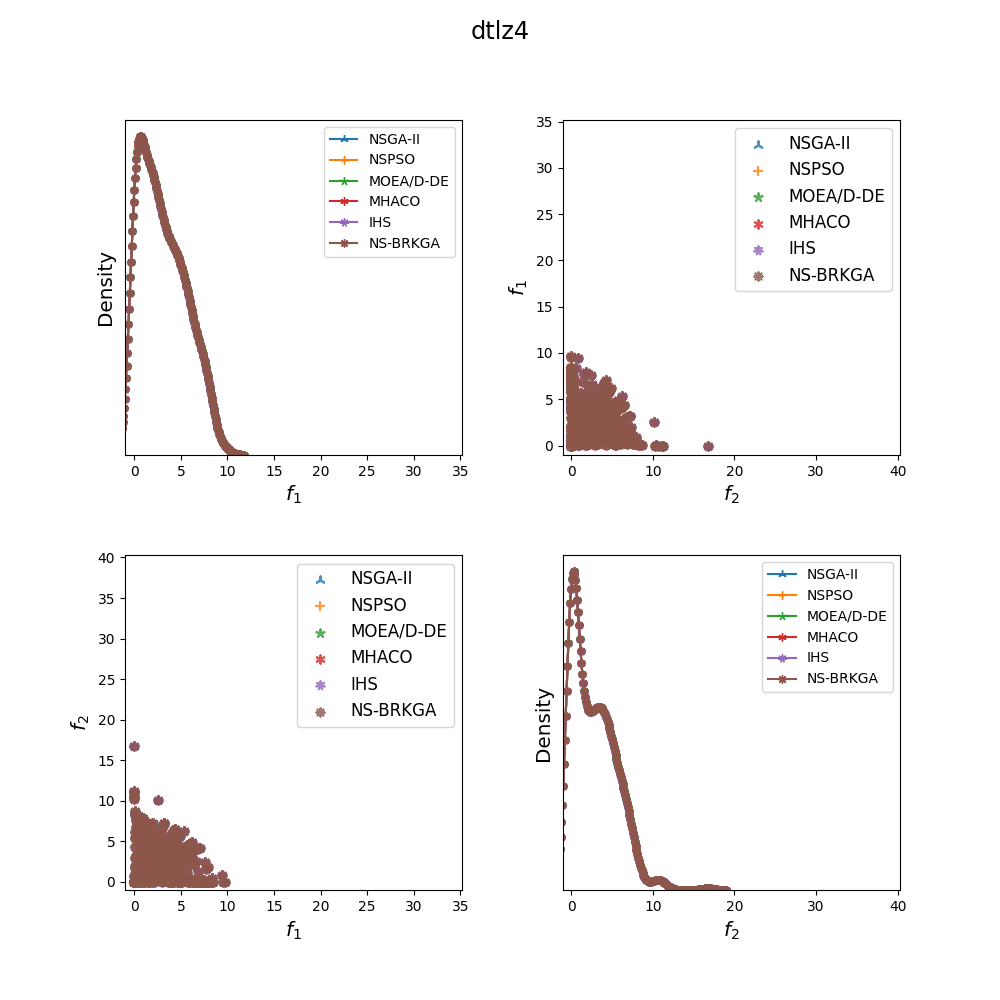 dtlz4
Density
NSGA-II
NSPSO
MOEA/D-DE
MHACO
IHS
NS-BRKGA
0 5 10 15 20 25 30 35
f1
35
30
25
20
15
10
5
0
f1
NSGA-II
NSPSO
MOEA/D-DE
MHACO
IHS
NS-BRKGA
0 10 20 30 40
f2
40
35
30
25
20
15
10
5
0
f2
NSGA-II
NSPSO
MOEA/D-DE
MHACO
IHS
NS-BRKGA
0 5 10 15 20 25 30 35
f1
Density
NSGA-II
NSPSO
MOEA/D-DE
MHACO
IHS
NS-BRKGA
0 10 20 30 40
f2